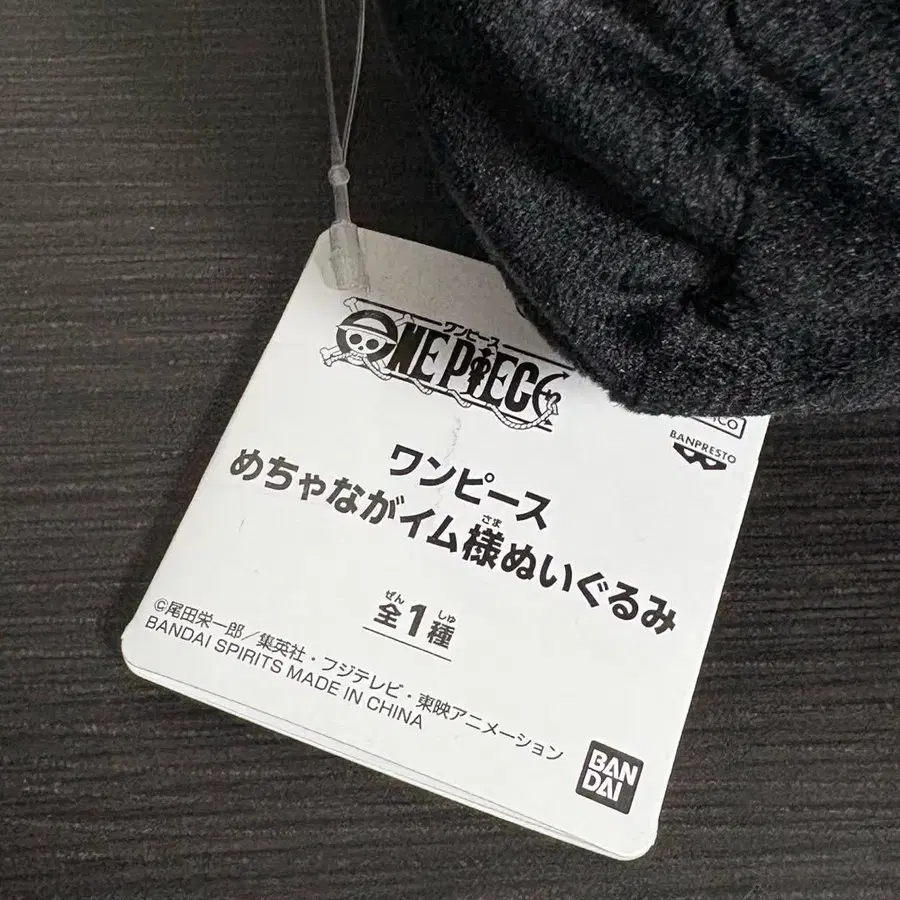 ワンピース
ONE PIECE
BANPRESTO
ワンピース
めちゃながイム様ぬいぐるみ
さま
全1種
ぜん しゅ
©尾田栄一郎／集英社・フジテレビ・東映アニメーション
BANDAI SPIRITS MADE IN CHINA
BAN
DAI